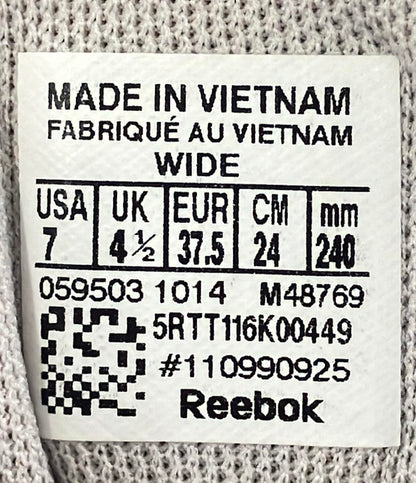 MADE IN VIETNAM
FABRIQUÉ AU VIETNAM
WIDE
USA UK EUR CM mm
7 4½ 37.5 24 240
059503 1014 M48769
5RTT116K00449
#110990925
Reebok